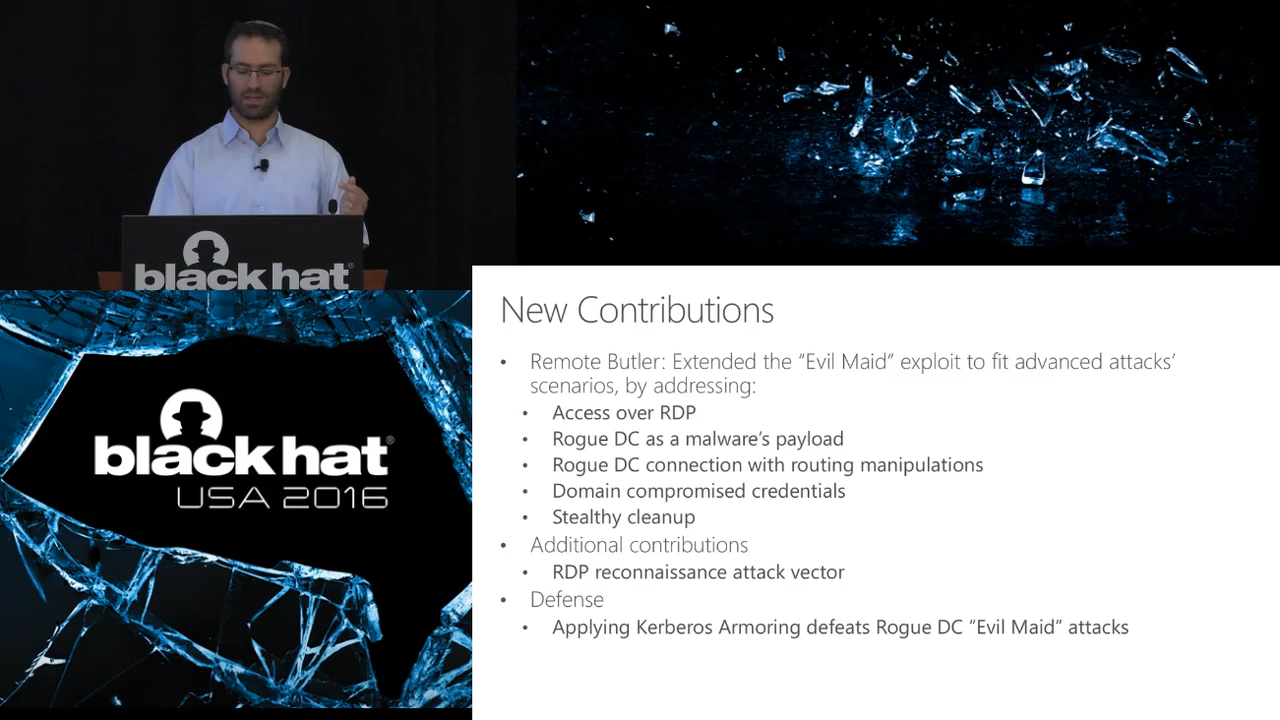 black hat®
black hat®
USA 2016
New Contributions
• Remote Butler: Extended the “Evil Maid” exploit to fit advanced attacks’
scenarios, by addressing:
• Access over RDP
• Rogue DC as a malware’s payload
• Rogue DC connection with routing manipulations
• Domain compromised credentials
• Stealthy cleanup
• Additional contributions
• RDP reconnaissance attack vector
• Defense
• Applying Kerberos Armoring defeats Rogue DC “Evil Maid” attacks